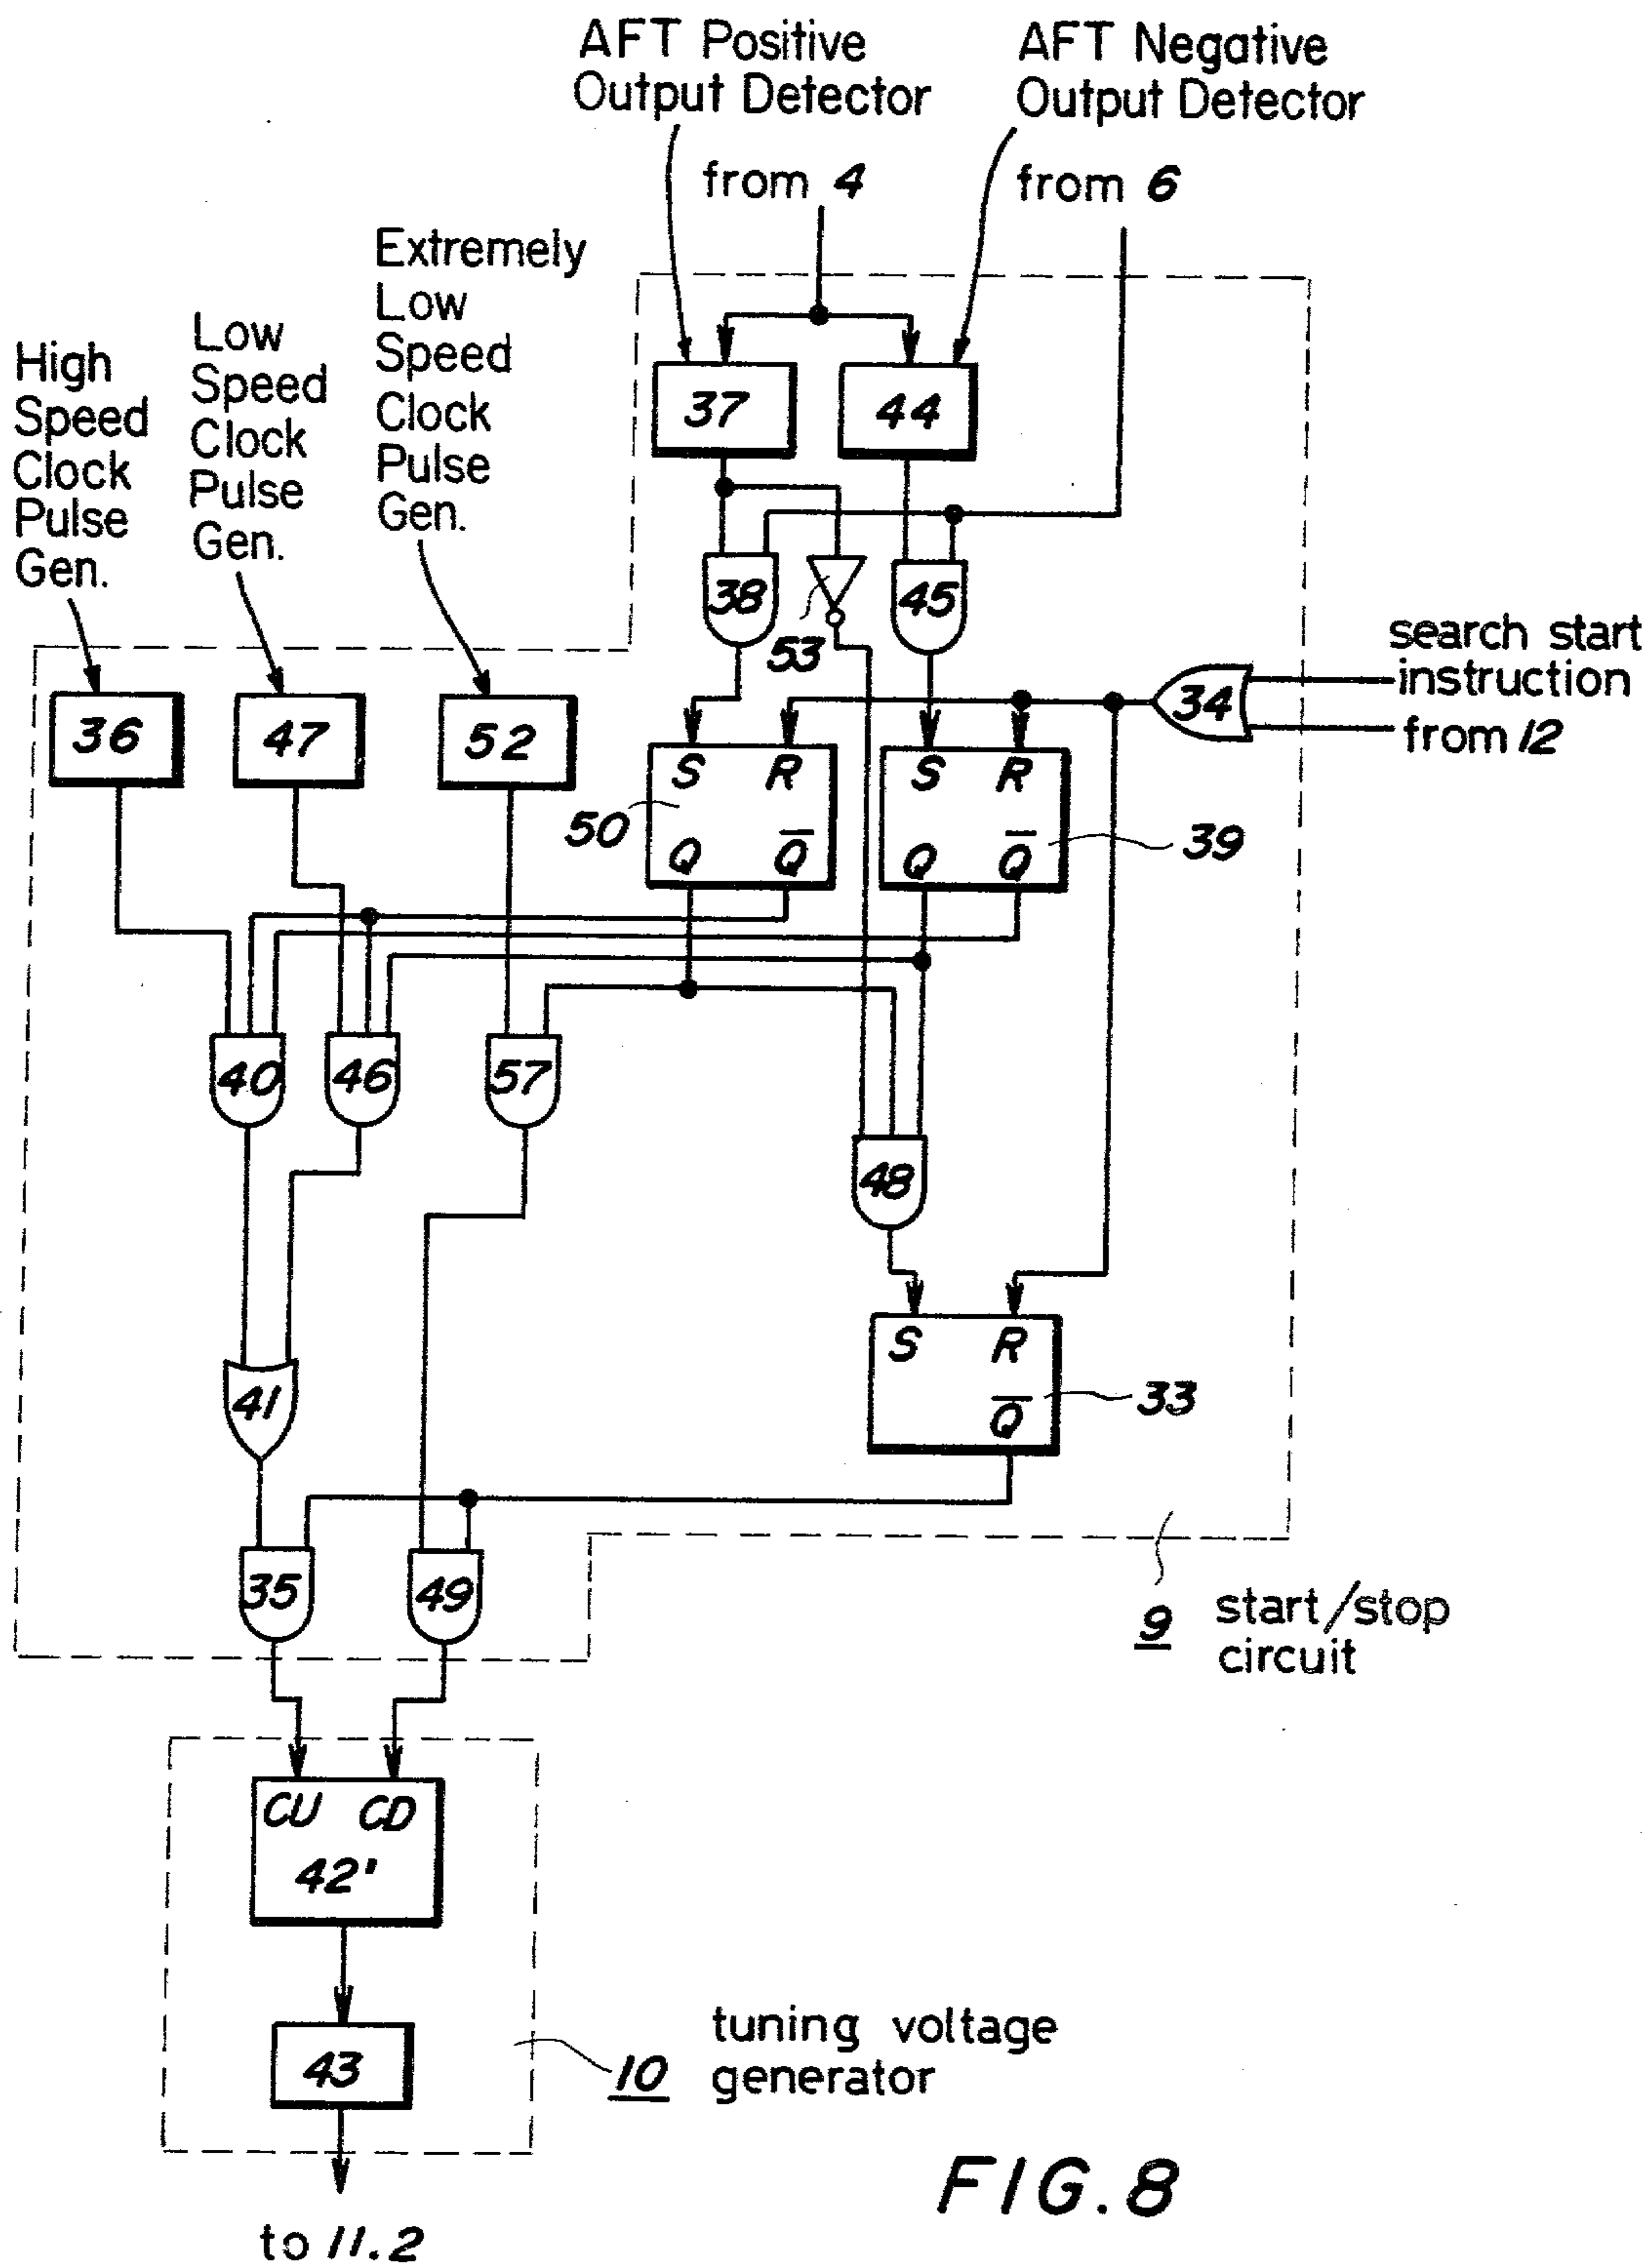 AFT Positive
Output Detector
AFT Negative
Output Detector
from 4
from 6
Extremely
Low
Speed
Clock
Pulse
Gen.
Low
Speed
Clock
Pulse
Gen.
High
Speed
Clock
Pulse
Gen.
37
44
38
53
45
search start
instruction
from 12
34
36
47
52
S R
Q Q̅
50
S R
Q Q̅
39
40
46
57
48
S R
Q̅
33
41
35
49
9 start/stop
circuit
CU CD
42'
43
10 tuning voltage
generator
to 11.2
FIG. 8